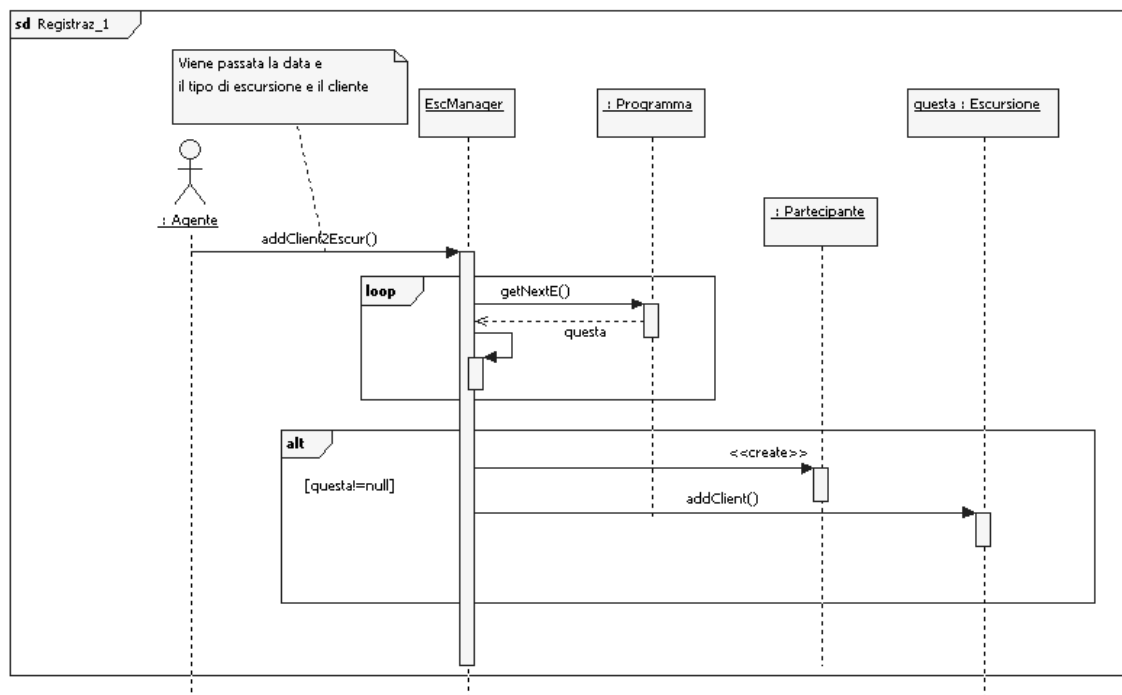 sd Registraz_1
Viene passata la data e
il tipo di escursione e il cliente
EscManager
: Programma
questa : Escursione
: Partecipante
: Agente
addClient2Escur()
loop
getNextE()
questa
alt
[questa!=null]
<<create>>
addClient()